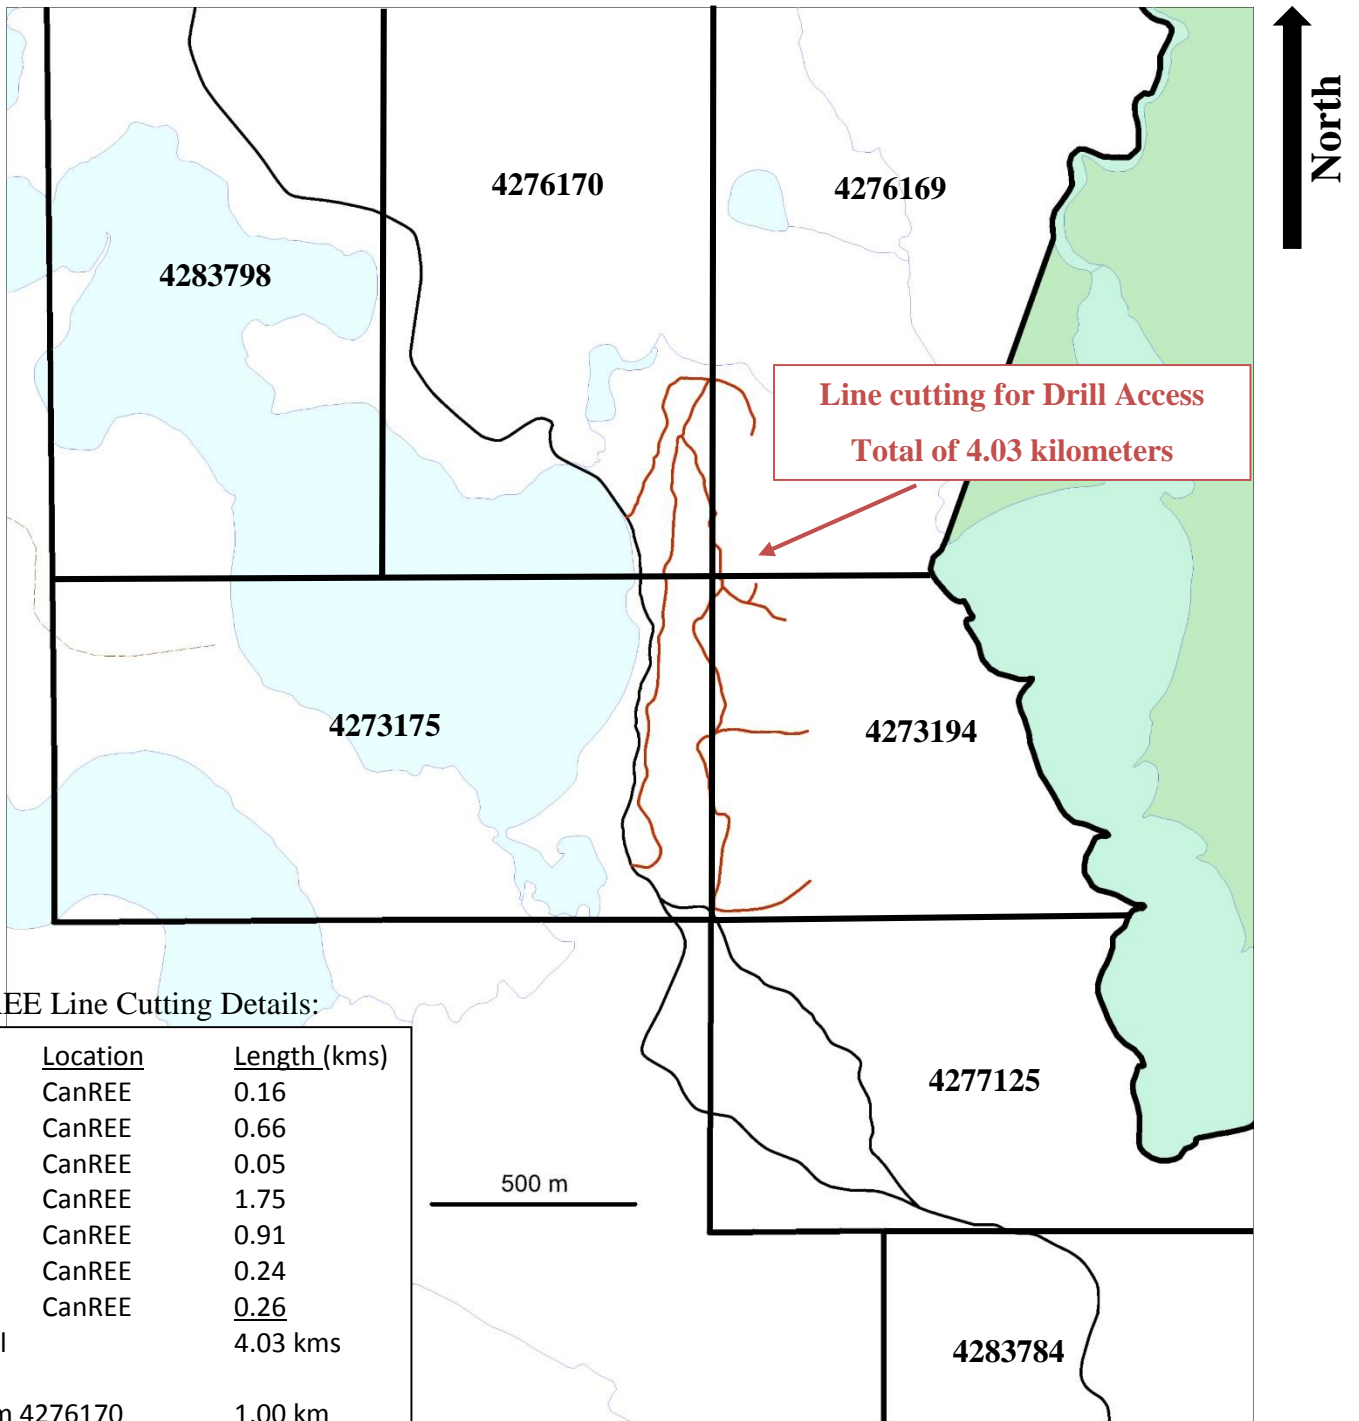 North
4276170
4276169
4283798
Line cutting for Drill Access
Total of 4.03 kilometers
4273175
4273194
EE Line Cutting Details:
Location Length (kms)
CanREE 0.16
CanREE 0.66
CanREE 0.05
CanREE 1.75
CanREE 0.91
CanREE 0.24
CanREE 0.26
l 4.03 kms
4276170 1.00 km
500 m
4277125
4283784